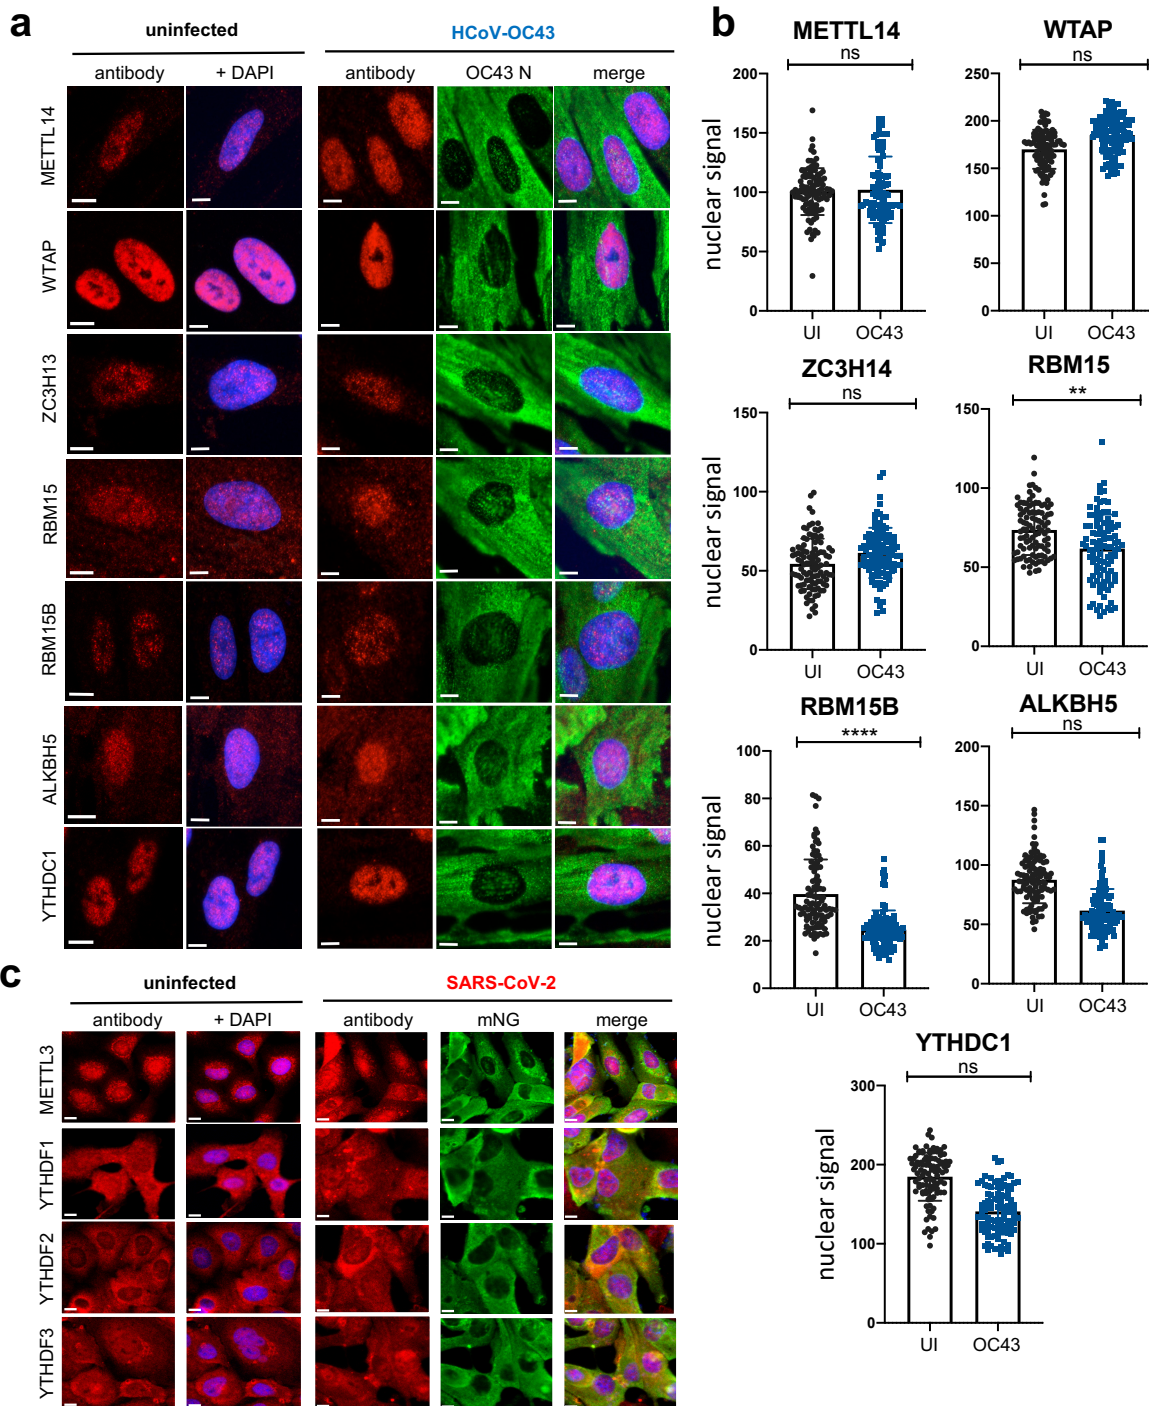 a
uninfected
HCoV-OC43
antibody
+ DAPI
antibody
OC43 N
merge
METTL14
WTAP
ZC3H13
RBM15
RBM15B
ALKBH5
YTHDC1
b
METTL14
ns
nuclear signal
200
150
100
50
0
UI
OC43
WTAP
ns
250
200
150
100
50
0
UI
OC43
ZC3H14
ns
nuclear signal
150
100
50
0
UI
OC43
RBM15
**
150
100
50
0
UI
OC43
RBM15B
****
nuclear signal
100
80
60
40
20
0
UI
OC43
ALKBH5
ns
200
150
100
50
0
UI
OC43
YTHDC1
ns
nuclear signal
300
200
100
0
UI
OC43
c
uninfected
SARS-CoV-2
antibody
+ DAPI
antibody
mNG
merge
METTL3
YTHDF1
YTHDF2
YTHDF3